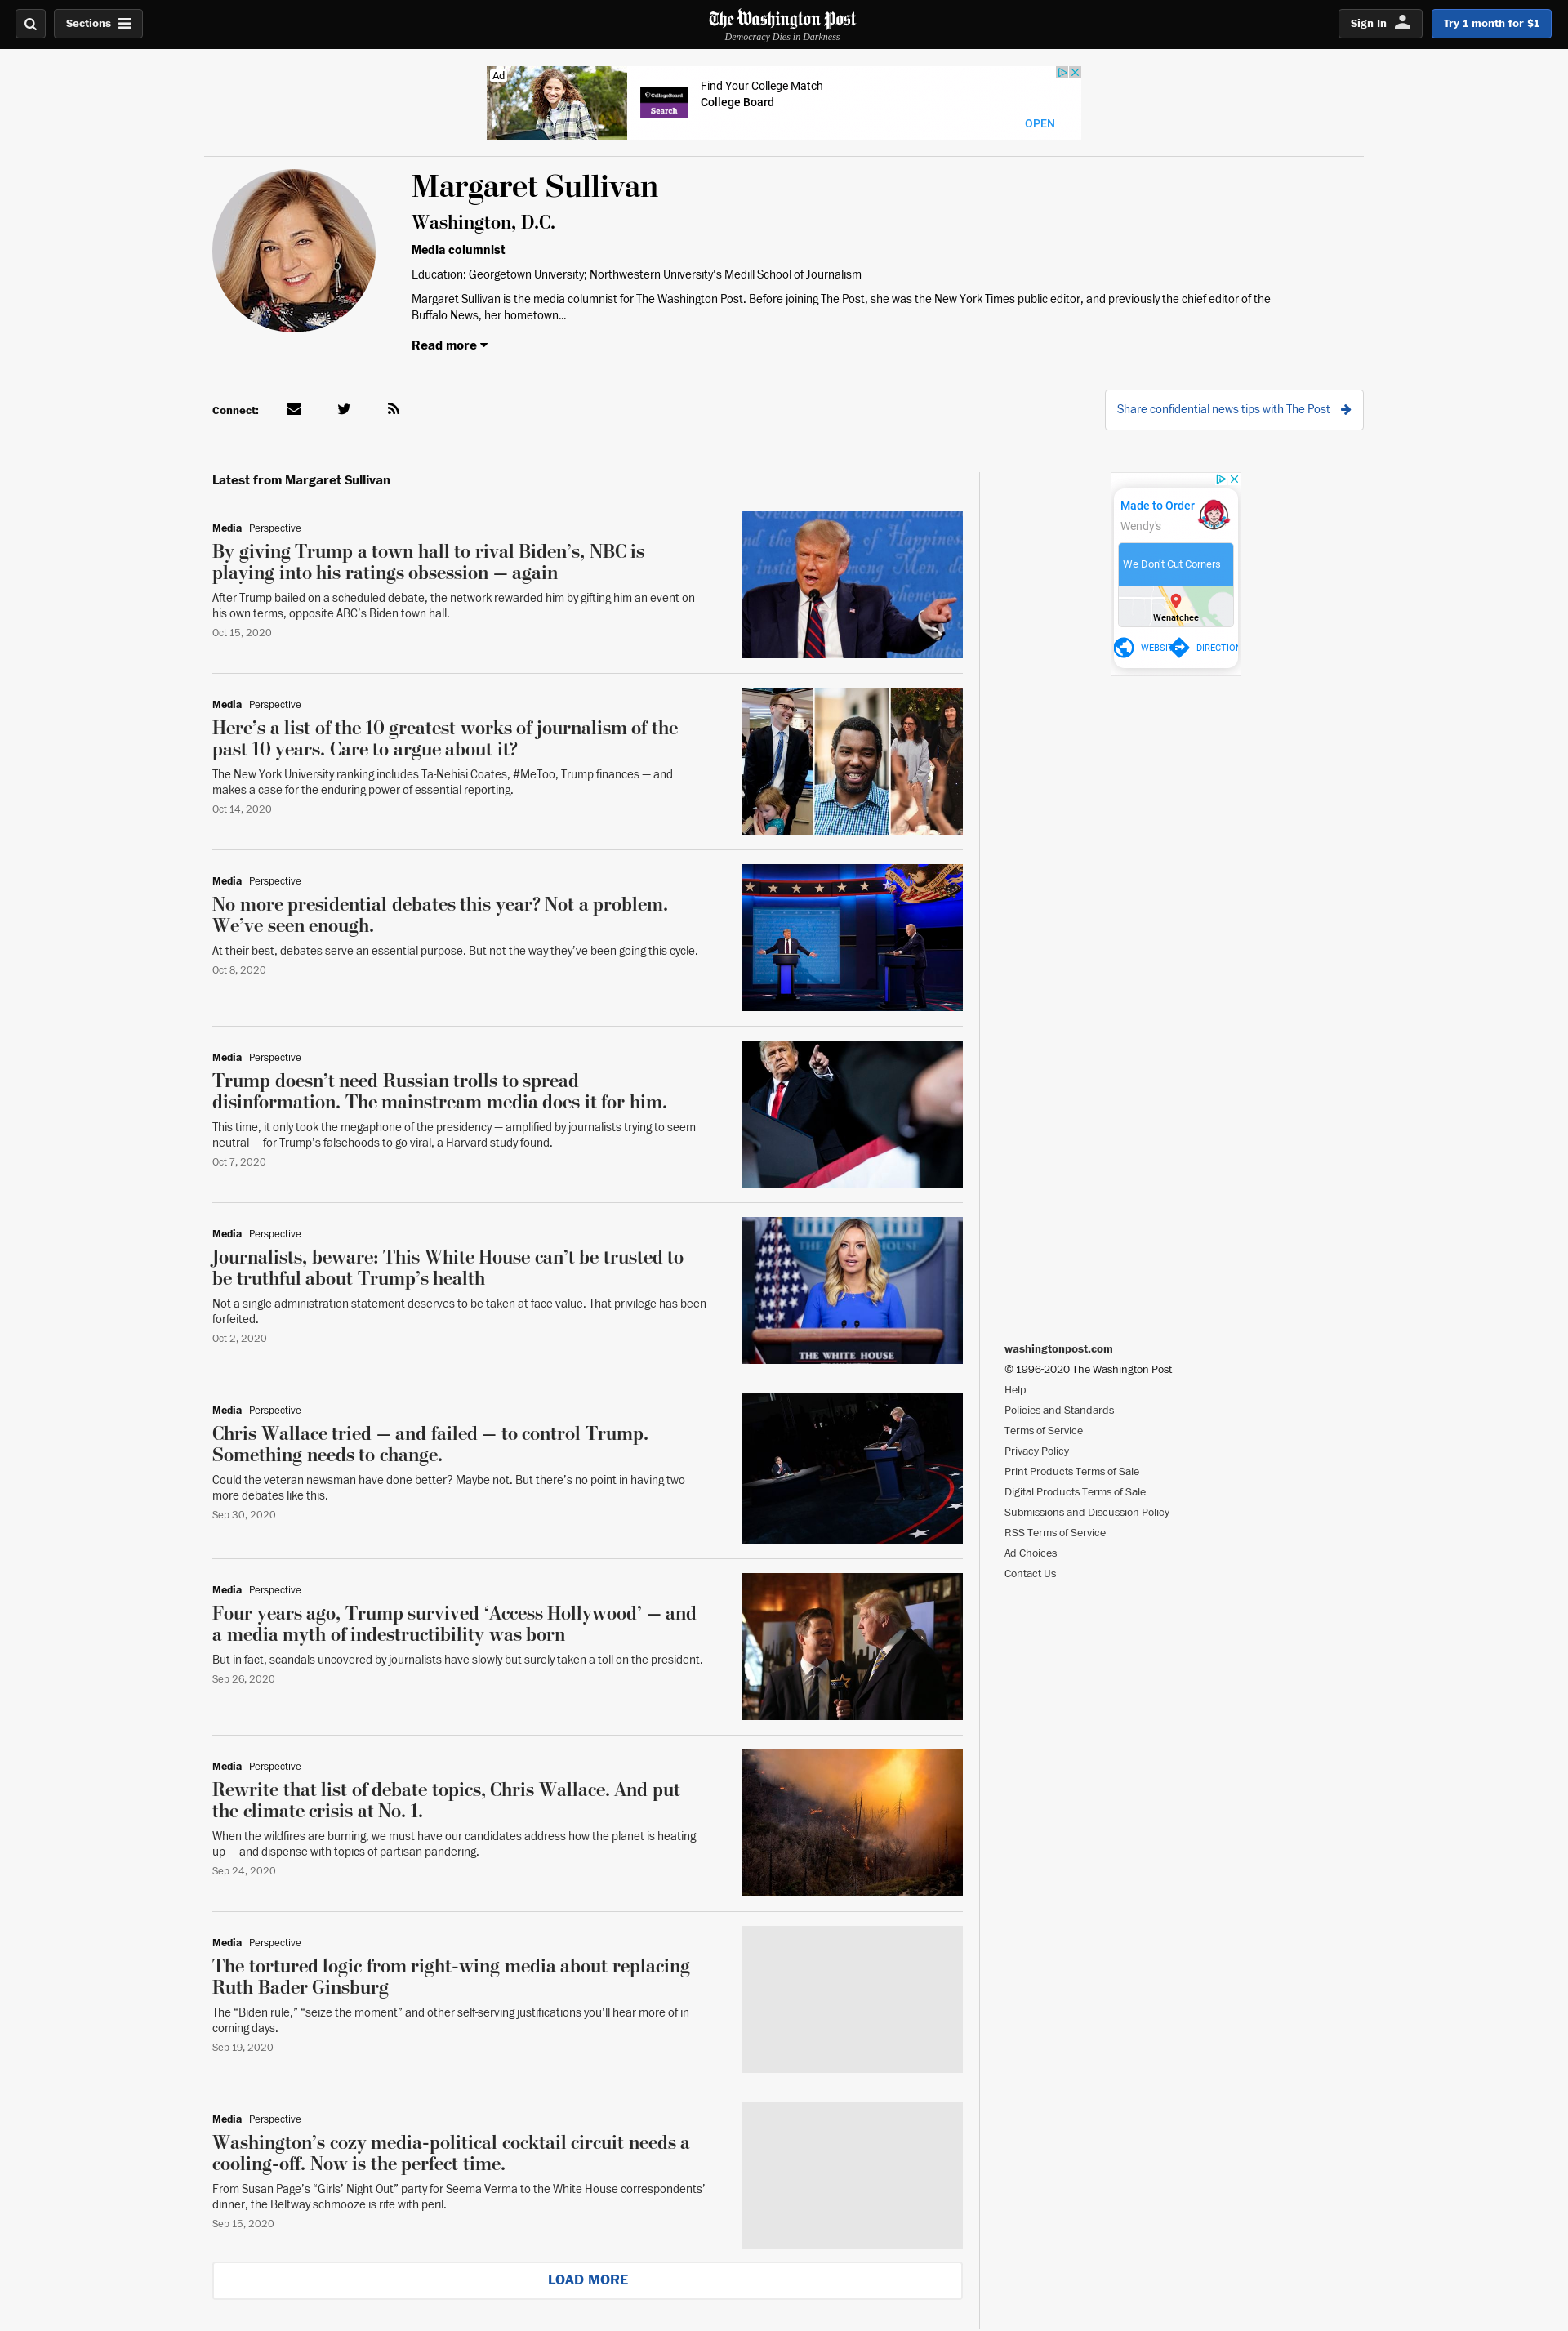 Sections
The Washington Post
Democracy Dies in Darkness
Sign In
Try 1 month for $1
Ad
CollegeBoard
Search
Find Your College Match
College Board
OPEN
Margaret Sullivan
Washington, D.C.
Media columnist
Education: Georgetown University; Northwestern University's Medill School of Journalism
Margaret Sullivan is the media columnist for The Washington Post. Before joining The Post, she was the New York Times public editor, and previously the chief editor of the
Buffalo News, her hometown...
Read more
Connect:
Share confidential news tips with The Post
Latest from Margaret Sullivan
Media Perspective
By giving Trump a town hall to rival Biden’s, NBC is
playing into his ratings obsession — again
After Trump bailed on a scheduled debate, the network rewarded him by gifting him an event on
his own terms, opposite ABC’s Biden town hall.
Oct 15, 2020
Media Perspective
Here’s a list of the 10 greatest works of journalism of the
past 10 years. Care to argue about it?
The New York University ranking includes Ta-Nehisi Coates, #MeToo, Trump finances — and
makes a case for the enduring power of essential reporting.
Oct 14, 2020
Media Perspective
No more presidential debates this year? Not a problem.
We’ve seen enough.
At their best, debates serve an essential purpose. But not the way they’ve been going this cycle.
Oct 8, 2020
Media Perspective
Trump doesn’t need Russian trolls to spread
disinformation. The mainstream media does it for him.
This time, it only took the megaphone of the presidency — amplified by journalists trying to seem
neutral — for Trump’s falsehoods to go viral, a Harvard study found.
Oct 7, 2020
Media Perspective
Journalists, beware: This White House can’t be trusted to
be truthful about Trump’s health
Not a single administration statement deserves to be taken at face value. That privilege has been
forfeited.
Oct 2, 2020
THE WHITE HOUSE
Media Perspective
Chris Wallace tried — and failed — to control Trump.
Something needs to change.
Could the veteran newsman have done better? Maybe not. But there’s no point in having two
more debates like this.
Sep 30, 2020
Media Perspective
Four years ago, Trump survived ‘Access Hollywood’ — and
a media myth of indestructibility was born
But in fact, scandals uncovered by journalists have slowly but surely taken a toll on the president.
Sep 26, 2020
Media Perspective
Rewrite that list of debate topics, Chris Wallace. And put
the climate crisis at No. 1.
When the wildfires are burning, we must have our candidates address how the planet is heating
up — and dispense with topics of partisan pandering.
Sep 24, 2020
Media Perspective
The tortured logic from right-wing media about replacing
Ruth Bader Ginsburg
The “Biden rule,” “seize the moment” and other self-serving justifications you’ll hear more of in
coming days.
Sep 19, 2020
Media Perspective
Washington’s cozy media-political cocktail circuit needs a
cooling-off. Now is the perfect time.
From Susan Page’s “Girls’ Night Out” party for Seema Verma to the White House correspondents’
dinner, the Beltway schmooze is rife with peril.
Sep 15, 2020
LOAD MORE
Made to Order
Wendy's
We Don't Cut Corners
Wenatchee
WEBSIT
DIRECTION
washingtonpost.com
© 1996-2020 The Washington Post
Help
Policies and Standards
Terms of Service
Privacy Policy
Print Products Terms of Sale
Digital Products Terms of Sale
Submissions and Discussion Policy
RSS Terms of Service
Ad Choices
Contact Us